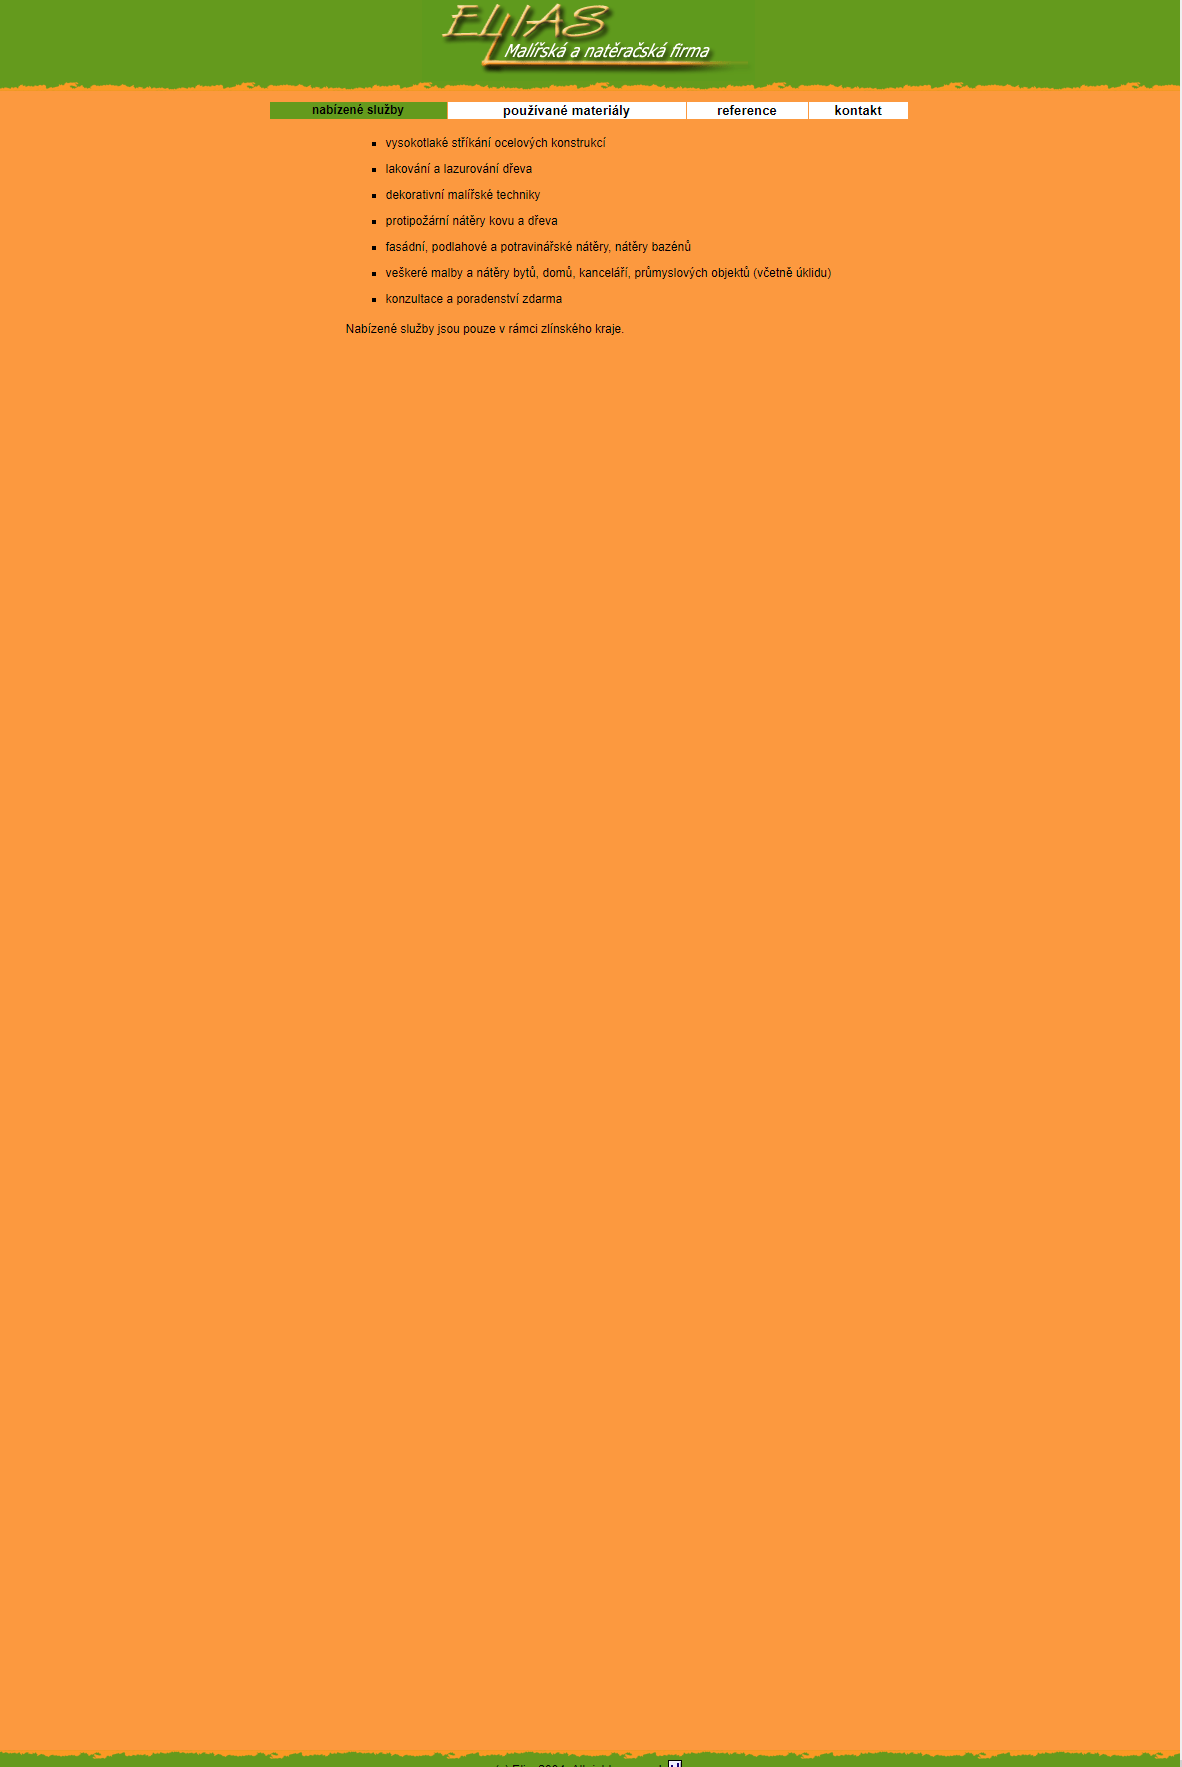 ELIAS
Malířská a natěračská firma
nabízené služby používané materiály reference kontakt
vysokotlaké stříkání ocelových konstrukcí
lakování a lazurování dřeva
dekorativní malířské techniky
protipožární nátěry kovu a dřeva
fasádní, podlahové a potravinářské nátěry, nátěry bazénů
veškeré malby a nátěry bytů, domů, kanceláří, průmyslových objektů (včetně úklidu)
konzultace a poradenství zdarma
Nabízené služby jsou pouze v rámci zlínského kraje.